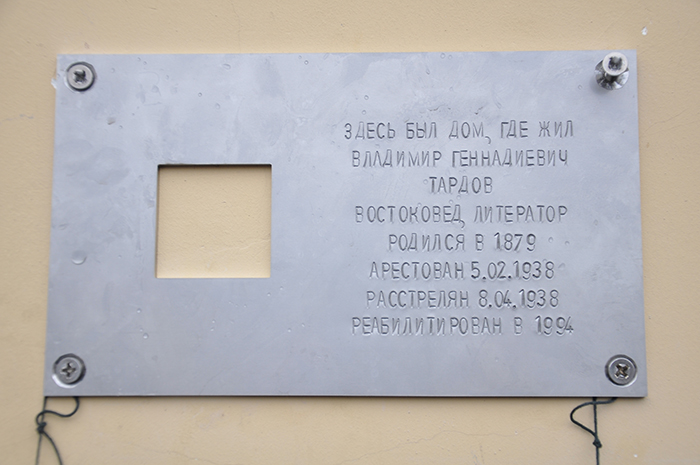 ЗДЕСЬ БЫЛ ДОМ, ГДЕ ЖИЛ
ВЛАДИМИР ГЕННАДИЕВИЧ
ТАРДОВ
ВОСТОКОВЕД, ЛИТЕРАТОР
РОДИЛСЯ В 1879
АРЕСТОВАН 5.02.1938
РАССТРЕЛЯН 8.04.1938
РЕАБИЛИТИРОВАН В 1994